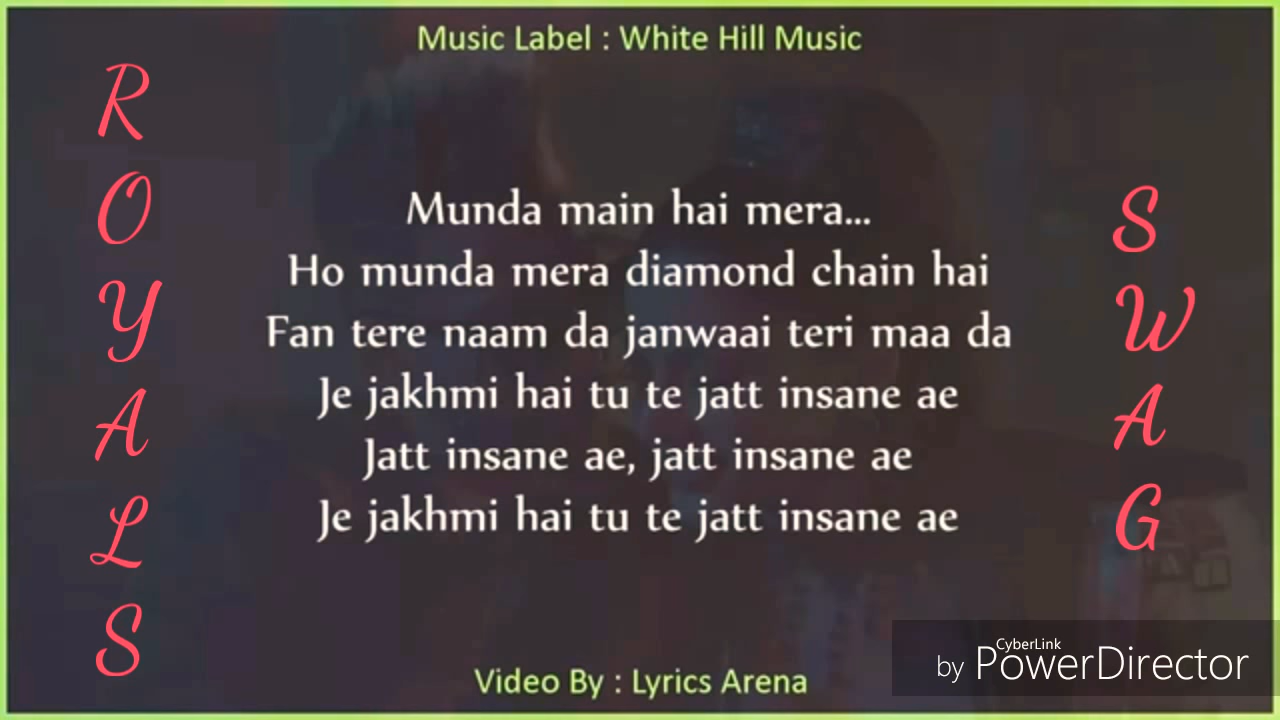 Music Label : White Hill Music
ROYALS
Munda main hai mera...
Ho munda mera diamond chain hai
Fan tere naam da janwaai teri maa da
Je jakhmi hai tu te jatt insane ae
Jatt insane ae, jatt insane ae
Je jakhmi hai tu te jatt insane ae
SWAG
Video By : Lyrics Arena
CyberLink
by PowerDirector